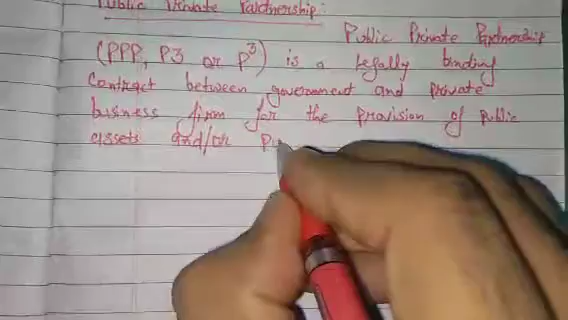 Public Private Partnership:
Public Private Partnership
(PPP, P3 or P³) is a legally binding
contract between government and private
business firm for the provision of public
assets and/or